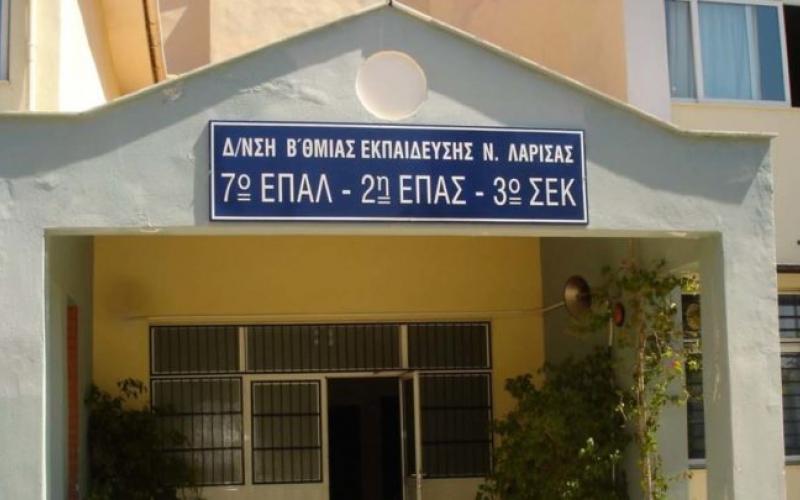 Δ/ΝΣΗ Β΄ΘΜΙΑΣ ΕΚΠΑΙΔΕΥΣΗΣ Ν. ΛΑΡΙΣΑΣ
7ο ΕΠΑΛ - 2η ΕΠΑΣ - 3ο ΣΕΚ